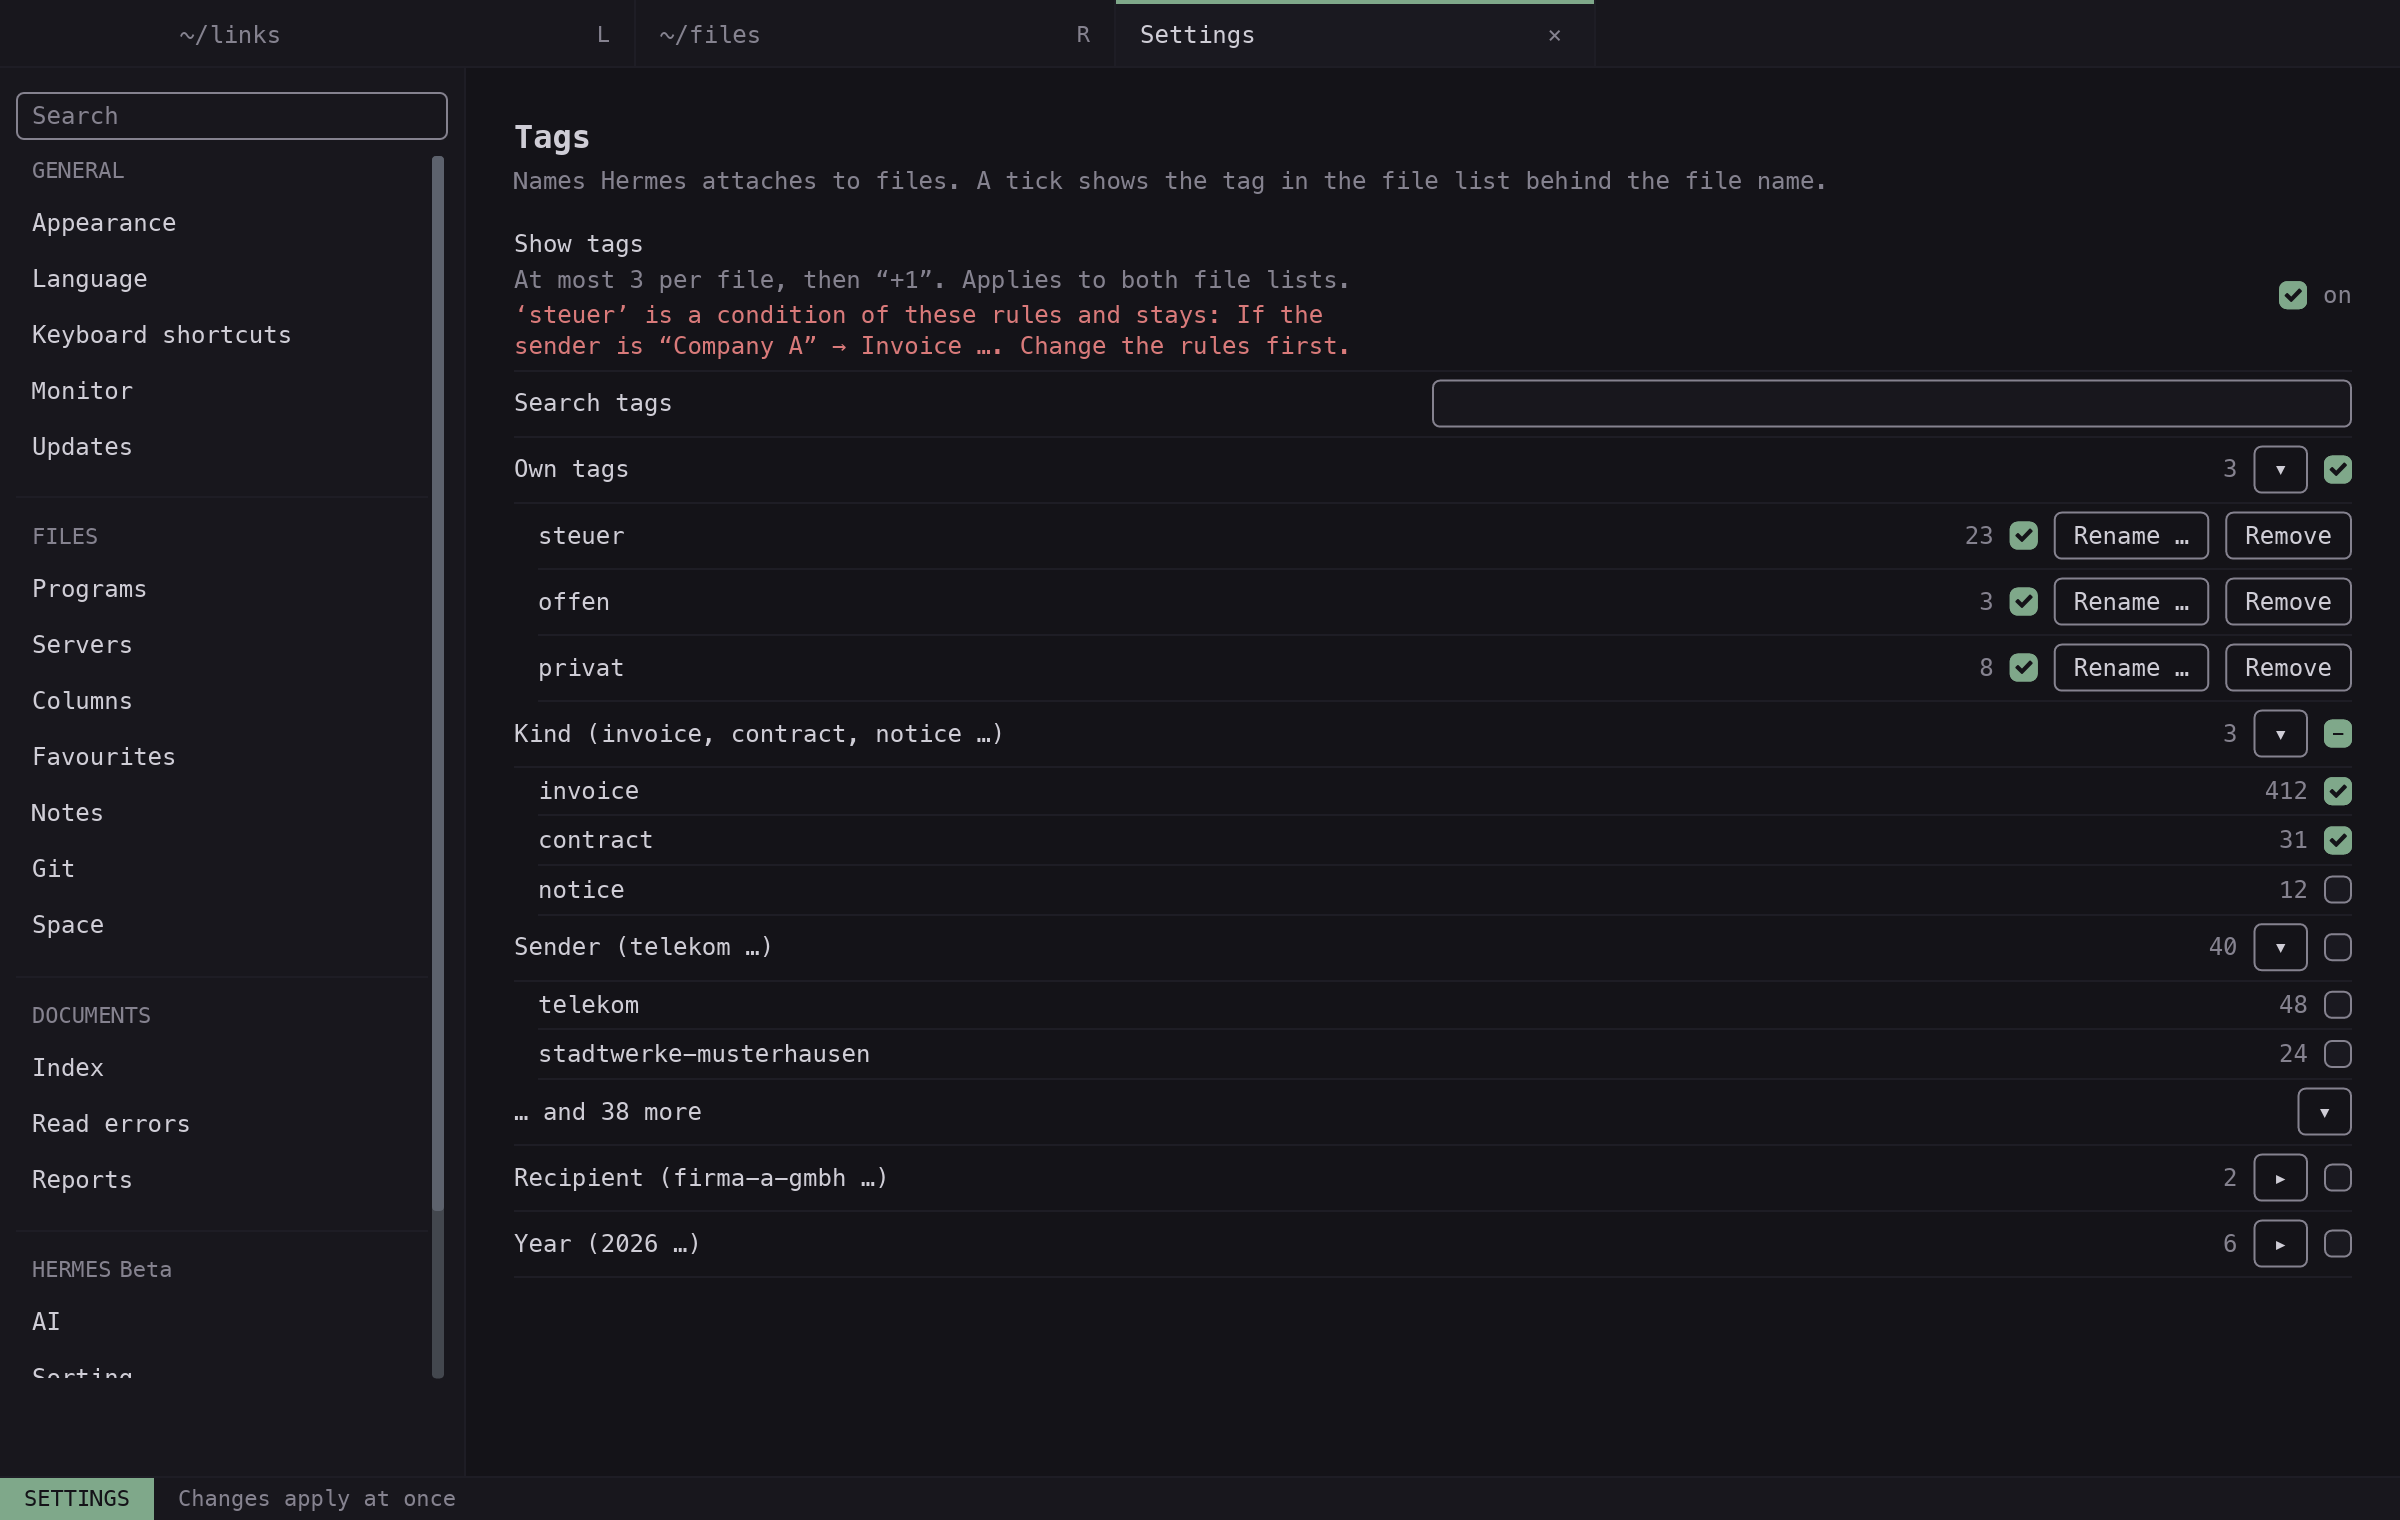 ~/links L ~/files R Settings ×
Search
GENERAL
Appearance
Language
Keyboard shortcuts
Monitor
Updates
FILES
Programs
Servers
Columns
Favourites
Notes
Git
Space
DOCUMENTS
Index
Read errors
Reports
HERMES Beta
AI
Sorting
Tags
Names Hermes attaches to files. A tick shows the tag in the file list behind the file name.
Show tags
At most 3 per file, then “+1”. Applies to both file lists.
‘steuer’ is a condition of these rules and stays: If the
sender is “Company A” → Invoice …. Change the rules first.
on
Search tags
Own tags 3 ▾
steuer 23 Rename … Remove
offen 3 Rename … Remove
privat 8 Rename … Remove
Kind (invoice, contract, notice …) 3 ▾
invoice 412
contract 31
notice 12
Sender (telekom …) 40 ▾
telekom 48
stadtwerke-musterhausen 24
… and 38 more ▾
Recipient (firma-a-gmbh …) 2 ▸
Year (2026 …) 6 ▸
SETTINGS Changes apply at once